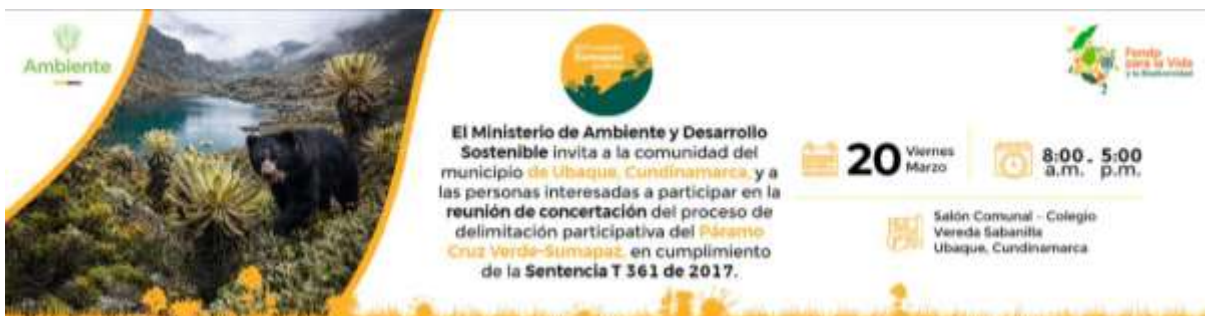 Ambiente
Sumapaz
El Ministerio de Ambiente y Desarrollo
Sostenible invita a la comunidad del
municipio de Ubaque, Cundinamarca, y a
las personas interesadas a participar en la
reunión de concertación del proceso de
delimitación participativa del Páramo
Cruz Verde-Sumapaz, en cumplimiento
de la Sentencia T 361 de 2017.
20 Viernes
Marzo
8:00 - 5:00
a.m. p.m.
Salón Comunal - Colegio
Vereda Sabanilla
Ubaque, Cundinamarca
Fondo
para la Vida
y la Biodiversidad